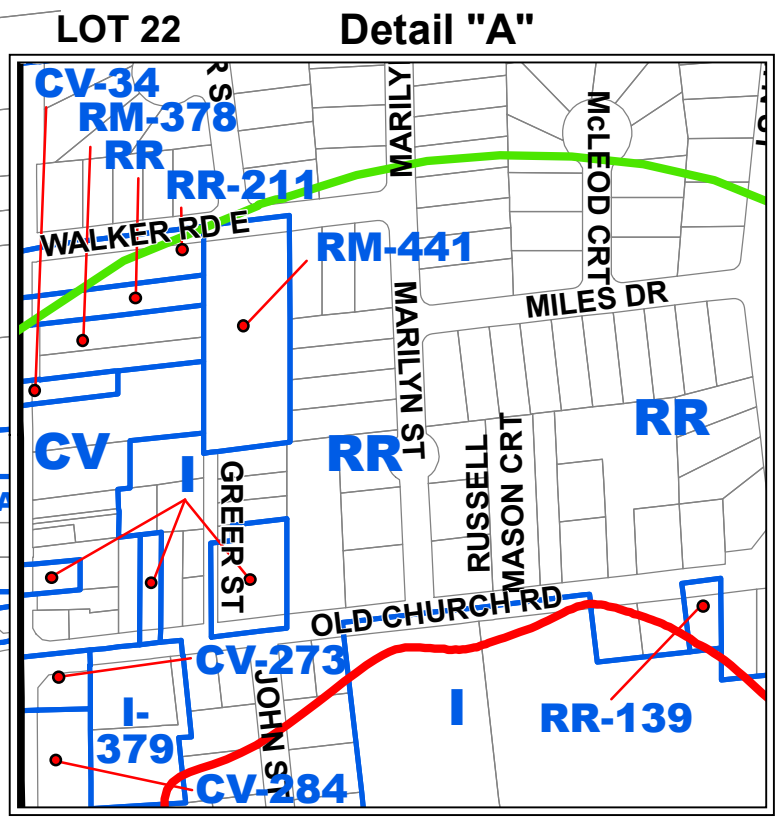 LOT 22
Detail "A"
CV-34
RM-378
RR
RR-211
WALKER RD E
RM-441
McLEOD CRT
MILES DR
MARILYN ST
CV
I
GREER ST
RR
RR
RUSSELL
MASON CRT
OLD CHURCH RD
CV-273
JOHN ST
I-
379
I
RR-139
CV-284